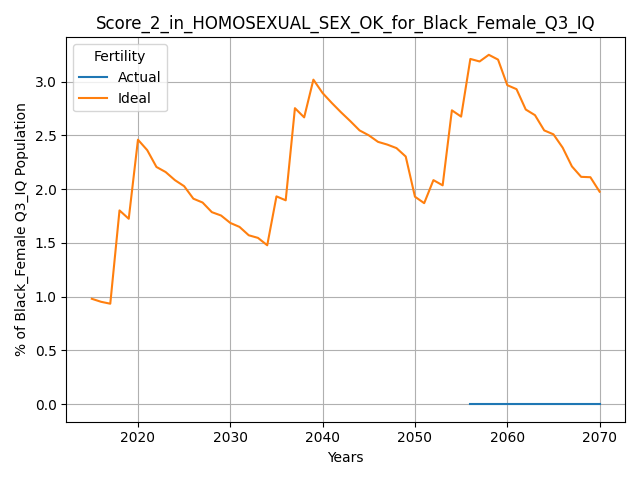 Score_2_in_HOMOSEXUAL_SEX_OK_for_Black_Female_Q3_IQ
Fertility
Actual
Ideal
% of Black_Female Q3_IQ Population
3.0
2.5
2.0
1.5
1.0
0.5
0.0
2020 2030 2040 2050 2060 2070
Years